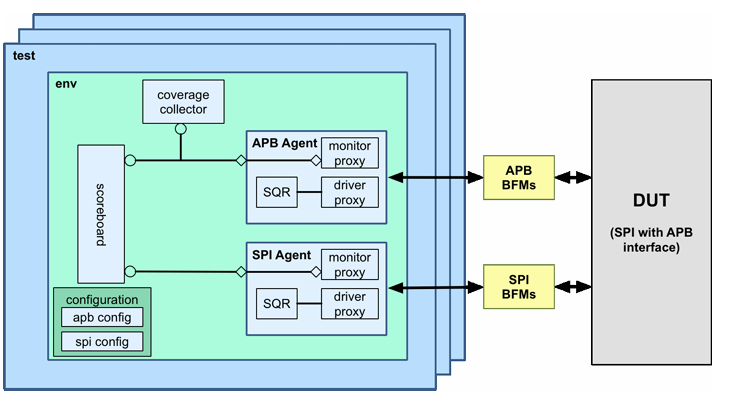 test
env
coverage
collector
APB Agent
monitor
proxy
SQR
driver
proxy
scoreboard
SPI Agent
monitor
proxy
SQR
driver
proxy
configuration
apb config
spi config
APB
BFMs
SPI
BFMs
DUT
(SPI with APB
interface)